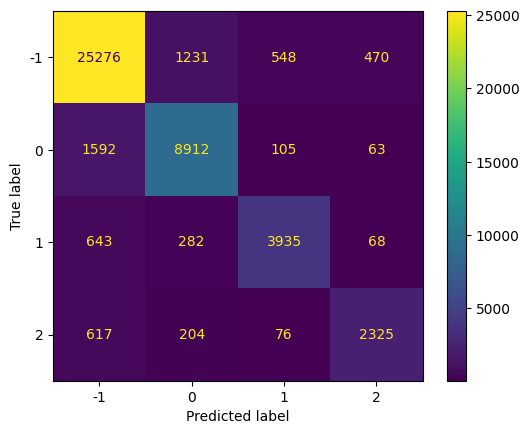 -1 25276 1231 548 470
0 1592 8912 105 63
1 643 282 3935 68
2 617 204 76 2325
-1 0 1 2
Predicted label
True label
25000
20000
15000
10000
5000